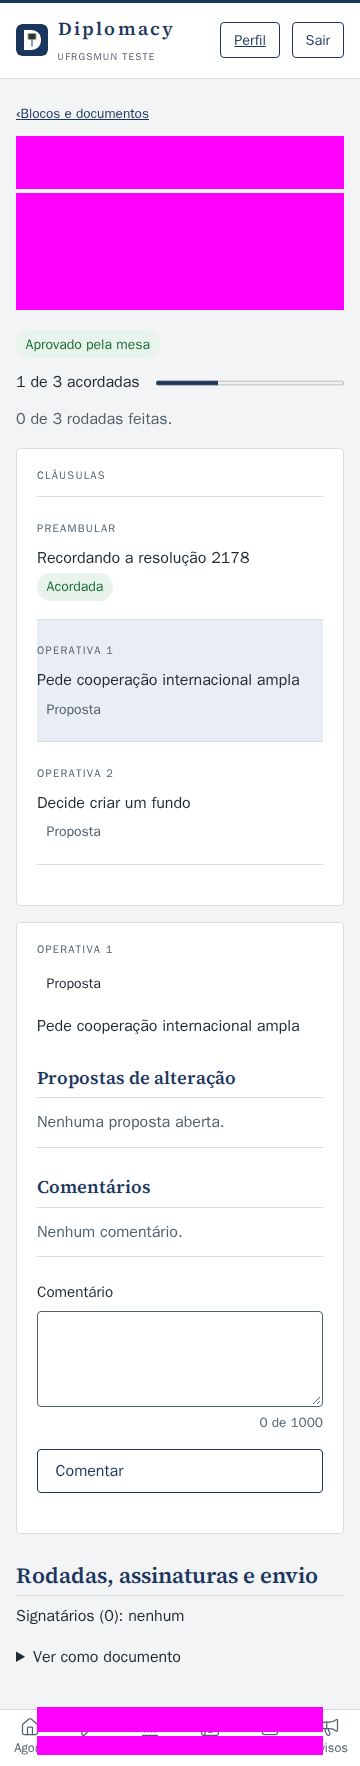 Diplomacy
UFRGSMUN TESTE
Perfil
Sair
‹Blocos e documentos
Aprovado pela mesa
1 de 3 acordadas
0 de 3 rodadas feitas.
CLÁUSULAS
PREAMBULAR
Recordando a resolução 2178
Acordada
OPERATIVA 1
Pede cooperação internacional ampla
Proposta
OPERATIVA 2
Decide criar um fundo
Proposta
OPERATIVA 1
Proposta
Pede cooperação internacional ampla
Propostas de alteração
Nenhuma proposta aberta.
Comentários
Nenhum comentário.
Comentário
0 de 1000
Comentar
Rodadas, assinaturas e envio
Signatários (0): nenhum
Ver como documento